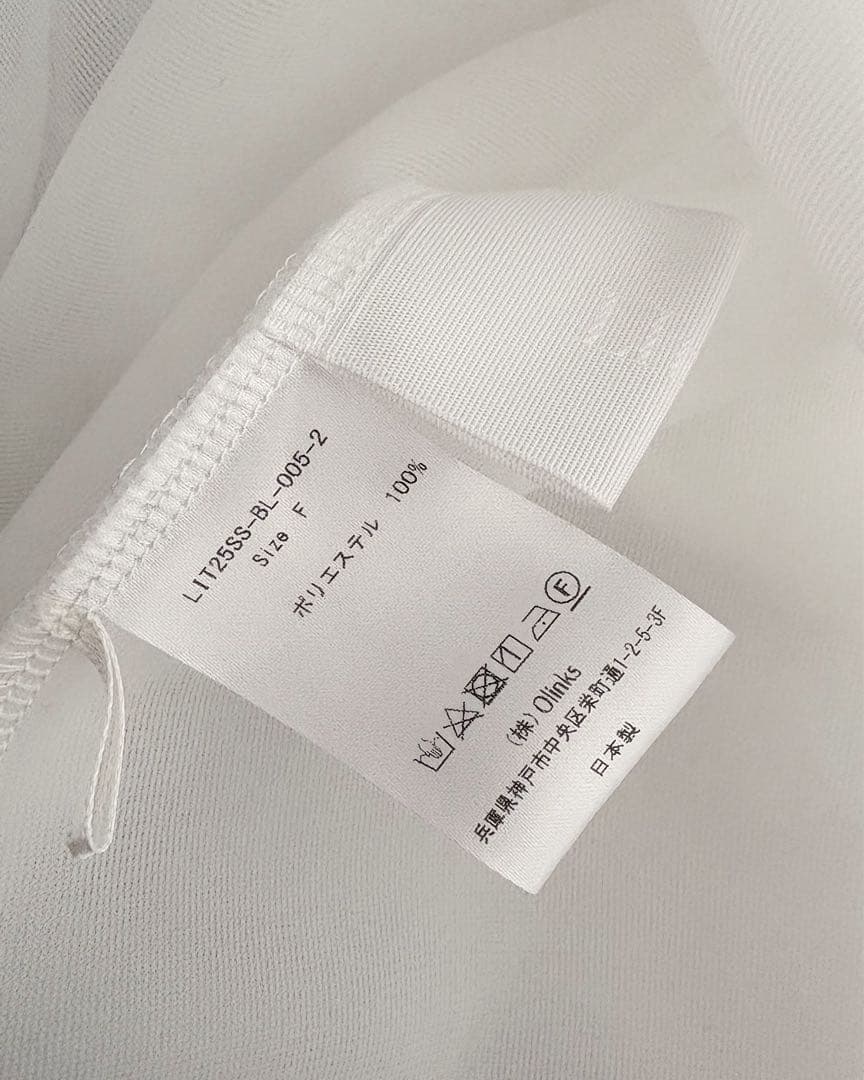 LIT25SS-BL-005-2
Size F
ポリエステル 100%
F
(株)Olinks
兵庫県神戸市中央区栄町通1-2-5-3F
日本製